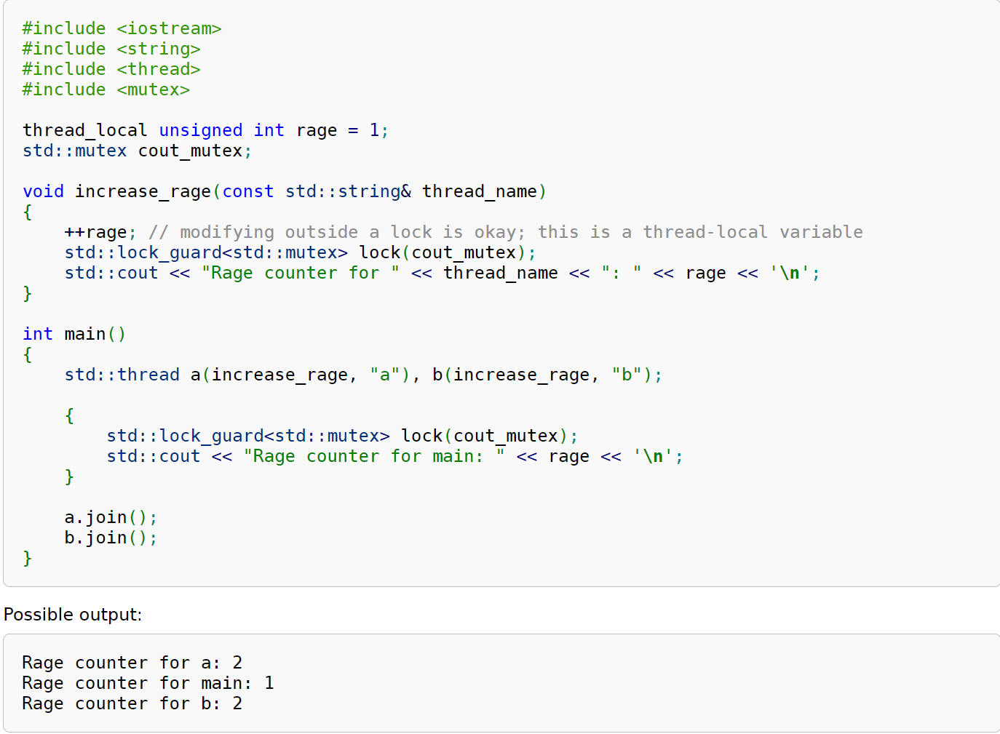 #include <iostream>
#include <string>
#include <thread>
#include <mutex>

thread_local unsigned int rage = 1;
std::mutex cout_mutex;

void increase_rage(const std::string& thread_name)
{
    ++rage; // modifying outside a lock is okay; this is a thread-local variable
    std::lock_guard<std::mutex> lock(cout_mutex);
    std::cout << "Rage counter for " << thread_name << ": " << rage << '\n';
}

int main()
{
    std::thread a(increase_rage, "a"), b(increase_rage, "b");

    {
        std::lock_guard<std::mutex> lock(cout_mutex);
        std::cout << "Rage counter for main: " << rage << '\n';
    }

    a.join();
    b.join();
}

Possible output:

Rage counter for a: 2
Rage counter for main: 1
Rage counter for b: 2